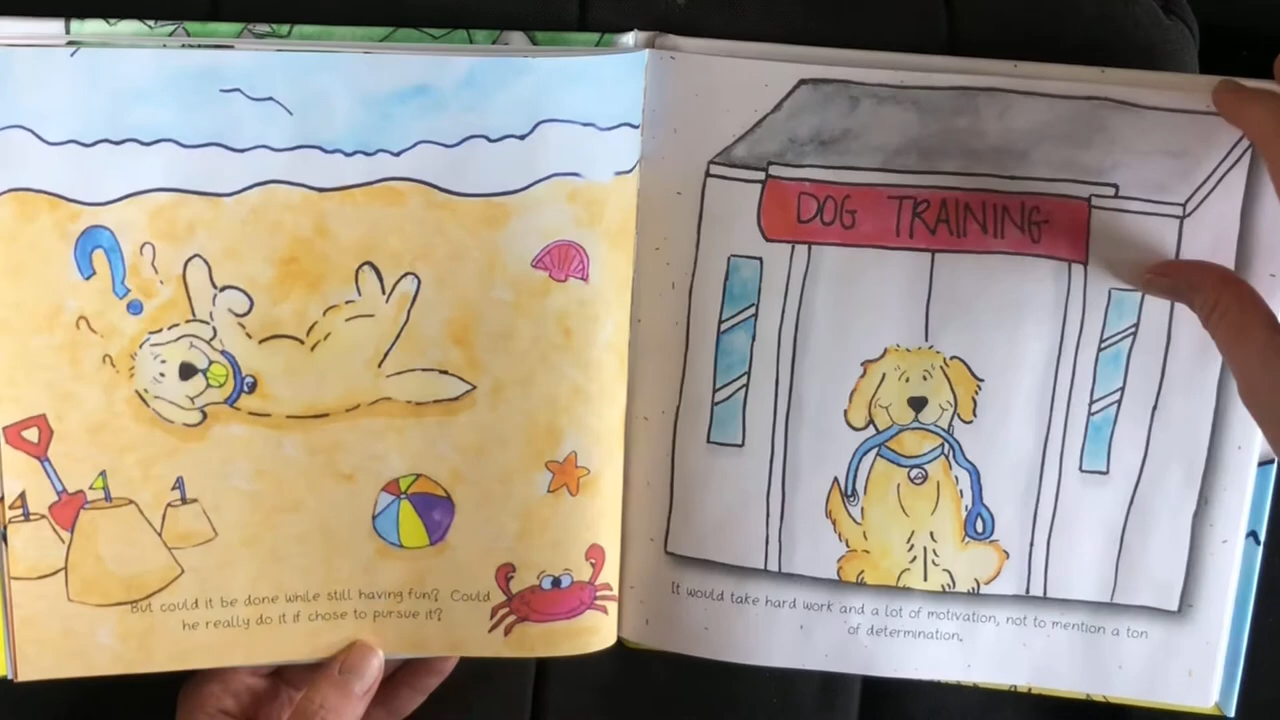 But could it be done while still having fun? Could
he really do it if chose to pursue it?
DOG TRAINING
It would take hard work and a lot of motivation, not to mention a ton
of determination.